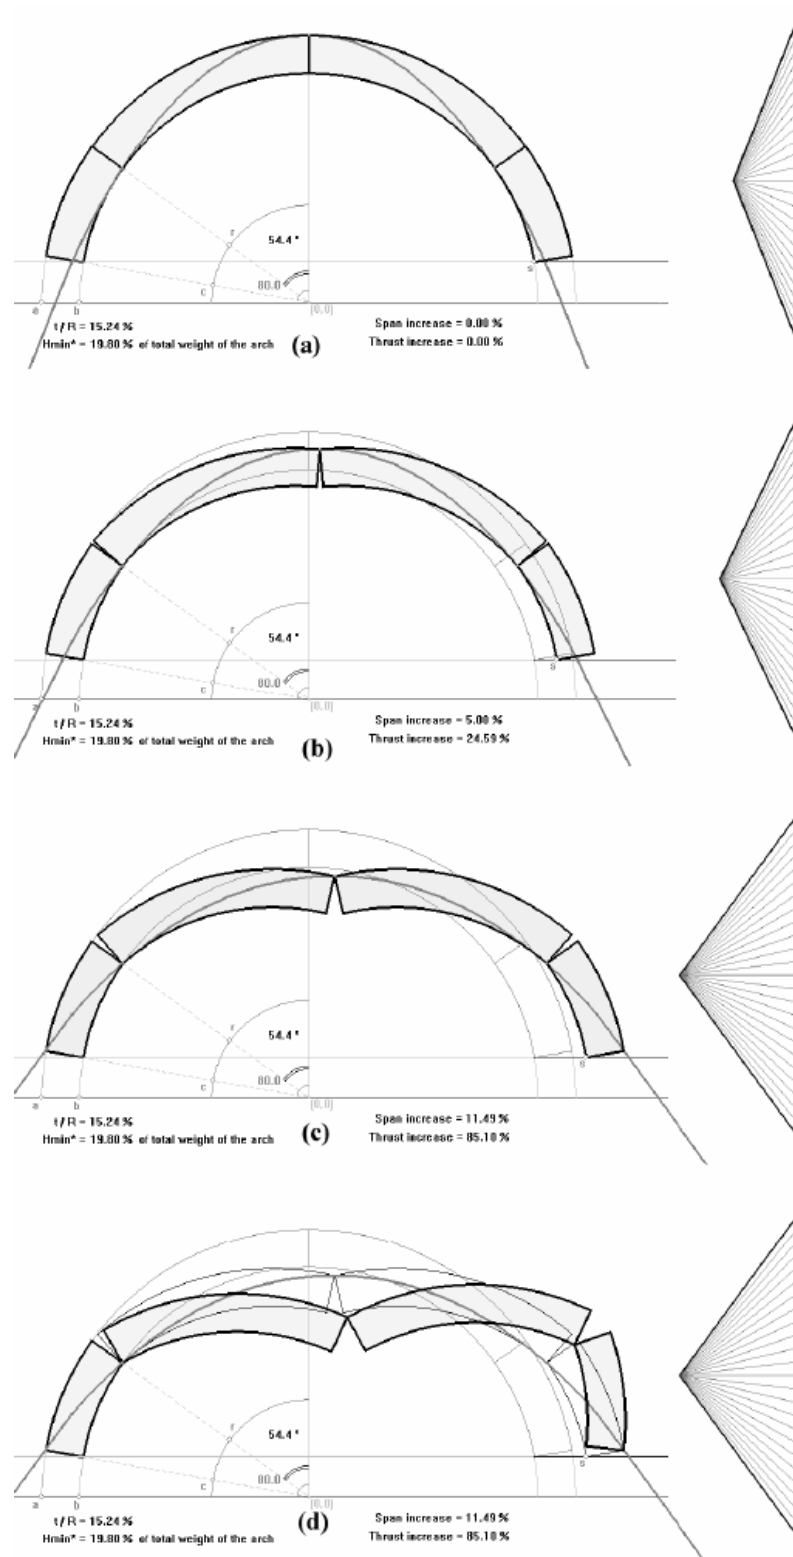 r
54.4°
c
80.0
s
(0,0)
a
b
t/R = 15.24 %
Span increase = 0.00 %
Hmin* = 19.80 % of total weight of the arch
(a)
Thrust increase = 0.00 %
r
54.4°
c
80.0
s
(0,0)
a
b
t/R = 15.24 %
Span increase = 5.00 %
Hmin* = 19.80 % of total weight of the arch
(b)
Thrust increase = 24.59 %
r
54.4°
c
80.0
s
(0,0)
a
b
t/R = 15.24 %
Span increase = 11.49 %
Hmin* = 19.80 % of total weight of the arch
(c)
Thrust increase = 85.10 %
r
54.4°
c
80.0
s
(0,0)
a
b
t/R = 15.24 %
Span increase = 11.49 %
Hmin* = 19.80 % of total weight of the arch
(d)
Thrust increase = 85.10 %